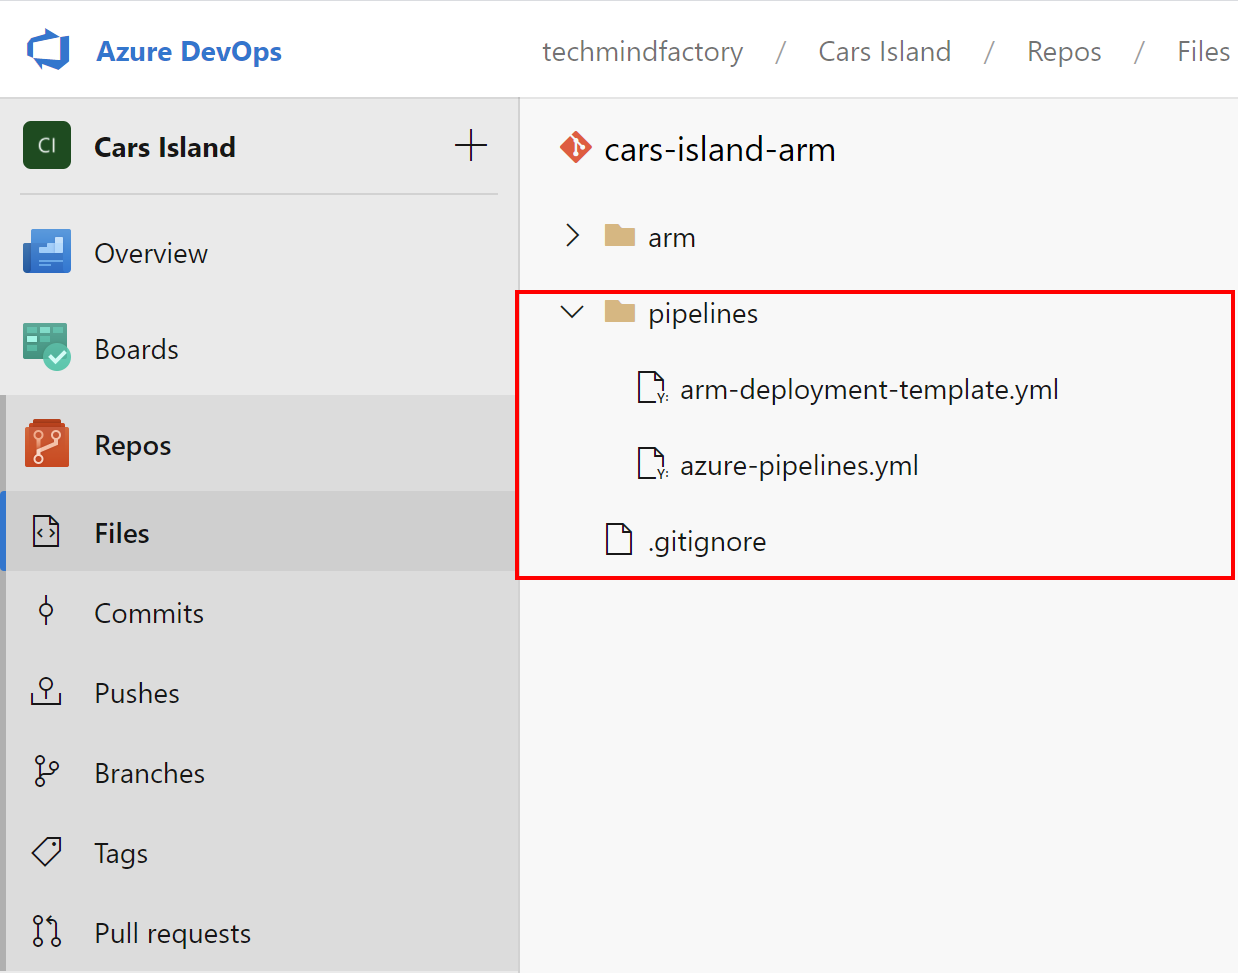 Azure DevOps
techmindfactory / Cars Island / Repos / Files
CI
Cars Island
Overview
Boards
Repos
Files
Commits
Pushes
Branches
Tags
Pull requests
cars-island-arm
arm
pipelines
Y: arm-deployment-template.yml
Y: azure-pipelines.yml
.gitignore